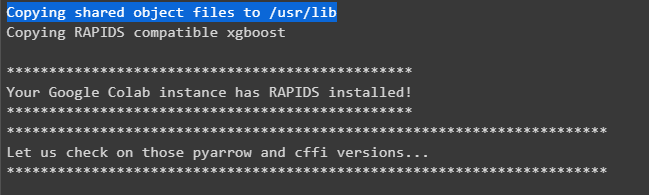 Copying shared object files to /usr/lib
Copying RAPIDS compatible xgboost
************************************************
Your Google Colab instance has RAPIDS installed!
************************************************
***********************************************************************
Let us check on those pyarrow and cffi versions...
***********************************************************************